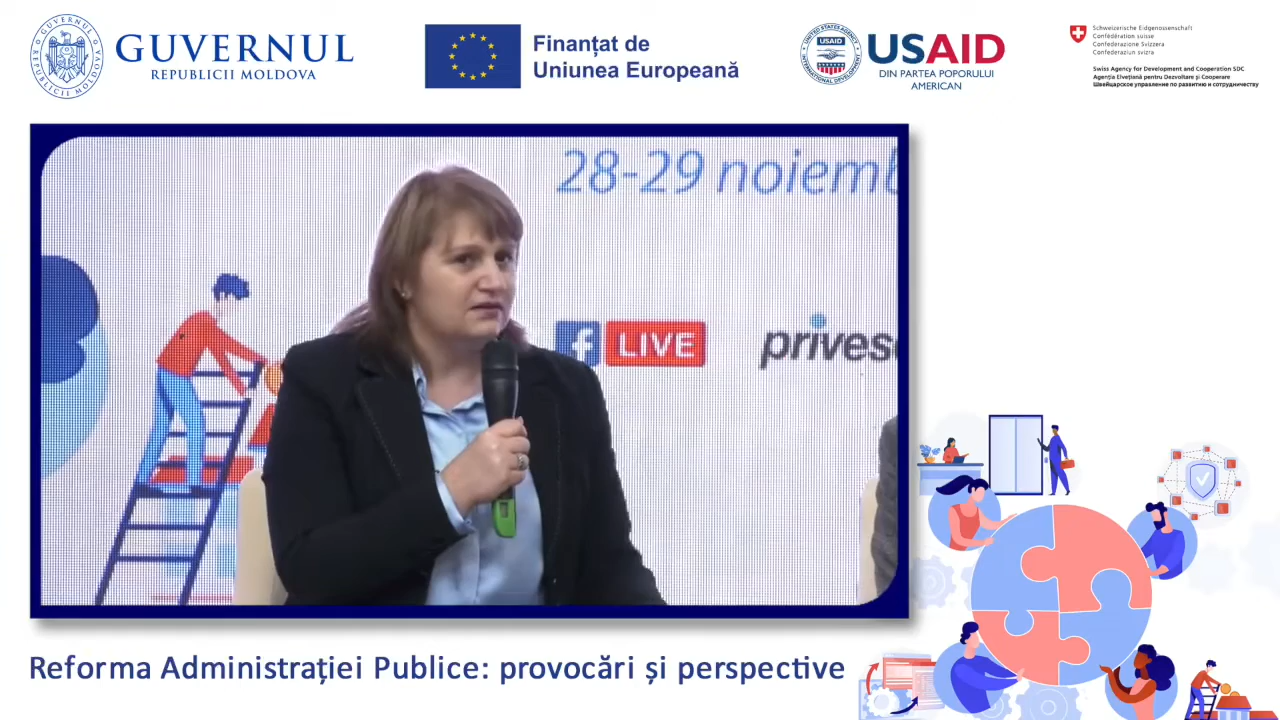 GUVERNUL
REPUBLICII MOLDOVA
Finanțat de
Uniunea Europeană
USAID
USAID
DIN PARTEA POPORULUI
AMERICAN
Schweizerische Eidgenossenschaft
Confédération suisse
Confederazione Svizzera
Confederaziun svizra
Swiss Agency for Development and Cooperation SDC
Agenția Elvețiană pentru Dezvoltare și Cooperare
Швейцарское управление по развитию и сотрудничеству
28-29 noiemb
f LIVE
prives
Reforma Administrației Publice: provocări și perspective